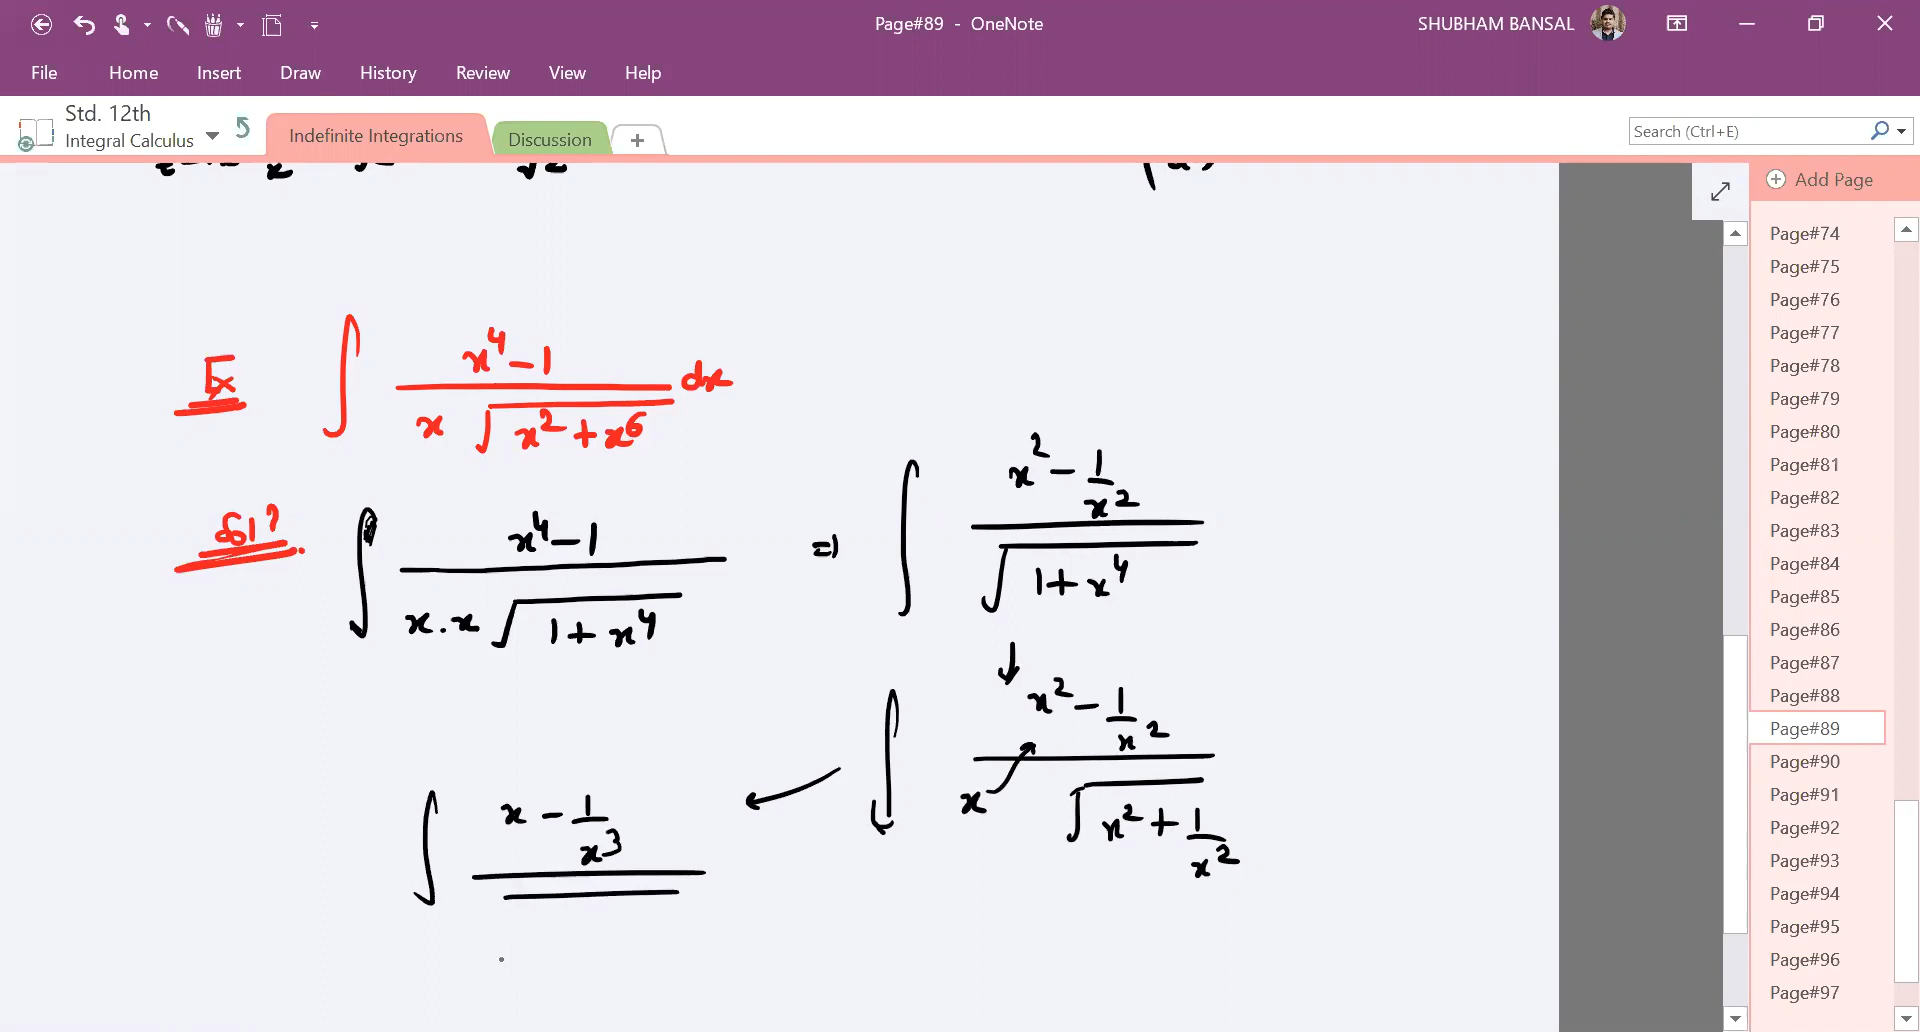 Page#89 - OneNote
SHUBHAM BANSAL
File Home Insert Draw History Review View Help
Std. 12th
Integral Calculus
Indefinite Integrations
Discussion
+
Search (Ctrl+E)
Add Page
Page#74
Page#75
Page#76
Page#77
Page#78
Page#79
Page#80
Page#81
Page#82
Page#83
Page#84
Page#85
Page#86
Page#87
Page#88
Page#89
Page#90
Page#91
Page#92
Page#93
Page#94
Page#95
Page#96
Page#97
Ex ∫ (x⁴ - 1) / (x √(x² + x⁶)) dx
Solⁿ ∫ (x⁴ - 1) / (x . x √(1 + x⁴)) ⇒ ∫ (x² - 1/x²) / √(1 + x⁴)
↓
∫ (x² - 1/x²) / (x √(x² + 1/x²))
∫ (x - 1/x³) /